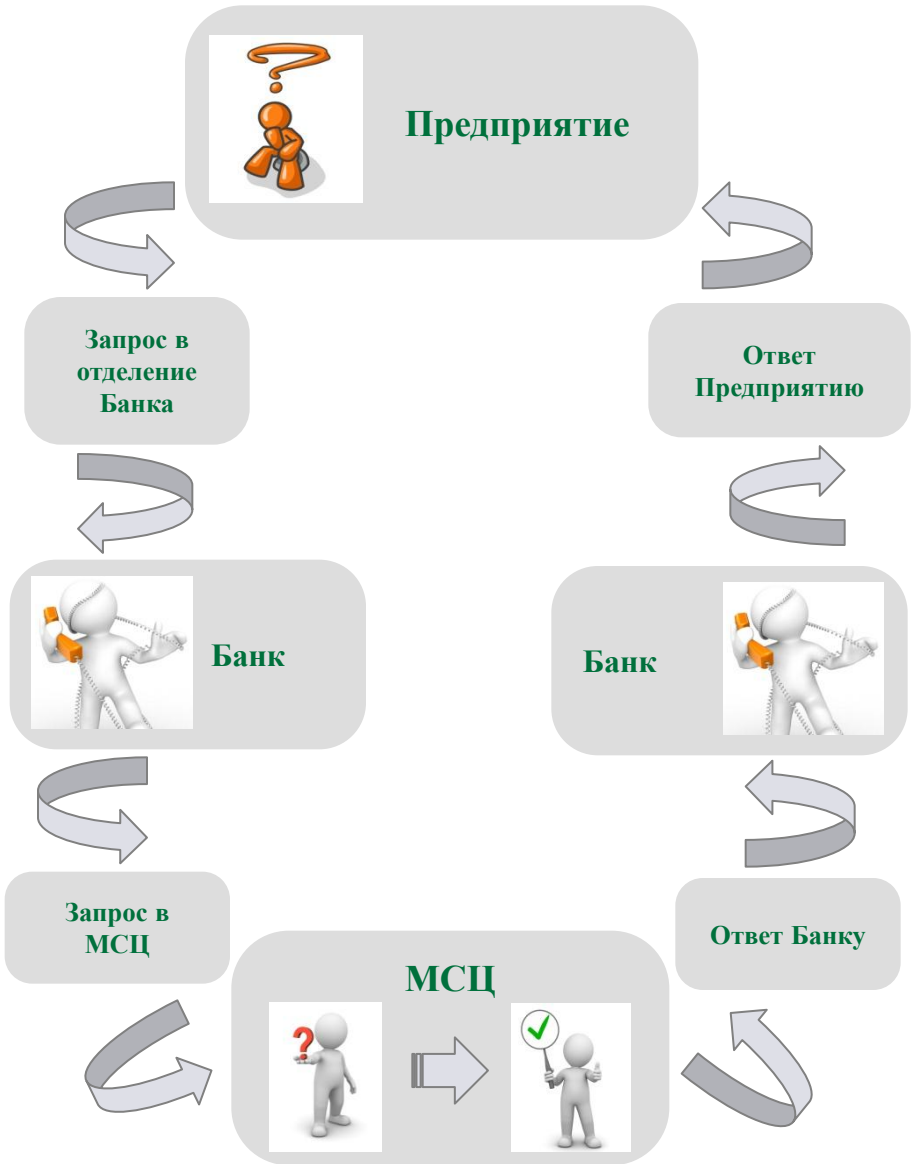 Предприятие
Запрос в
отделение
Банка
Ответ
Предприятию
Банк
Банк
Запрос в
МСЦ
Ответ Банку
МСЦ